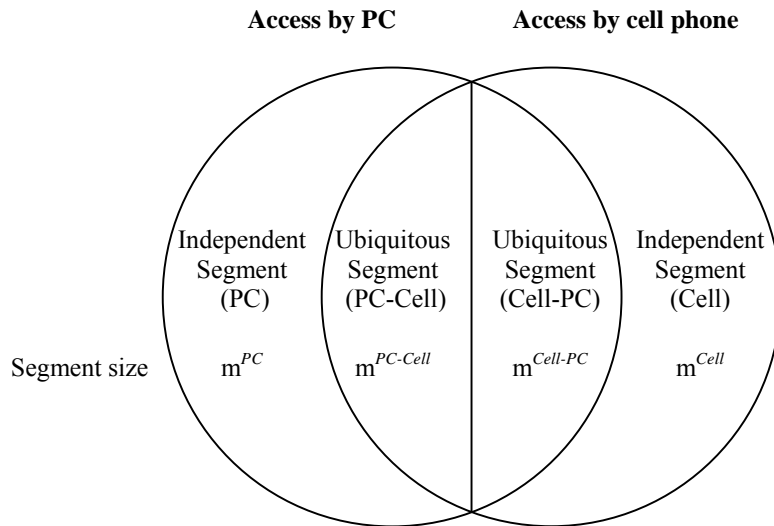 Access by PC
Access by cell phone
Independent
Segment
(PC)
Ubiquitous
Segment
(PC-Cell)
Ubiquitous
Segment
(Cell-PC)
Independent
Segment
(Cell)
Segment size
m^PC
m^PC-Cell
m^Cell-PC
m^Cell